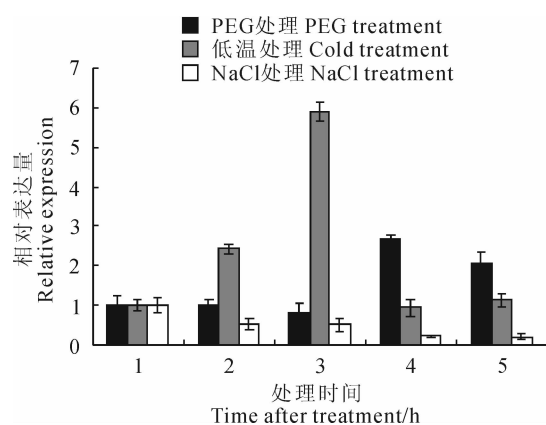 PEG处理 PEG treatment
低温处理 Cold treatment
NaCl处理 NaCl treatment
7
6
5
4
3
2
1
0
相对表达量
Relative expression
1 2 3 4 5
处理时间
Time after treatment/h